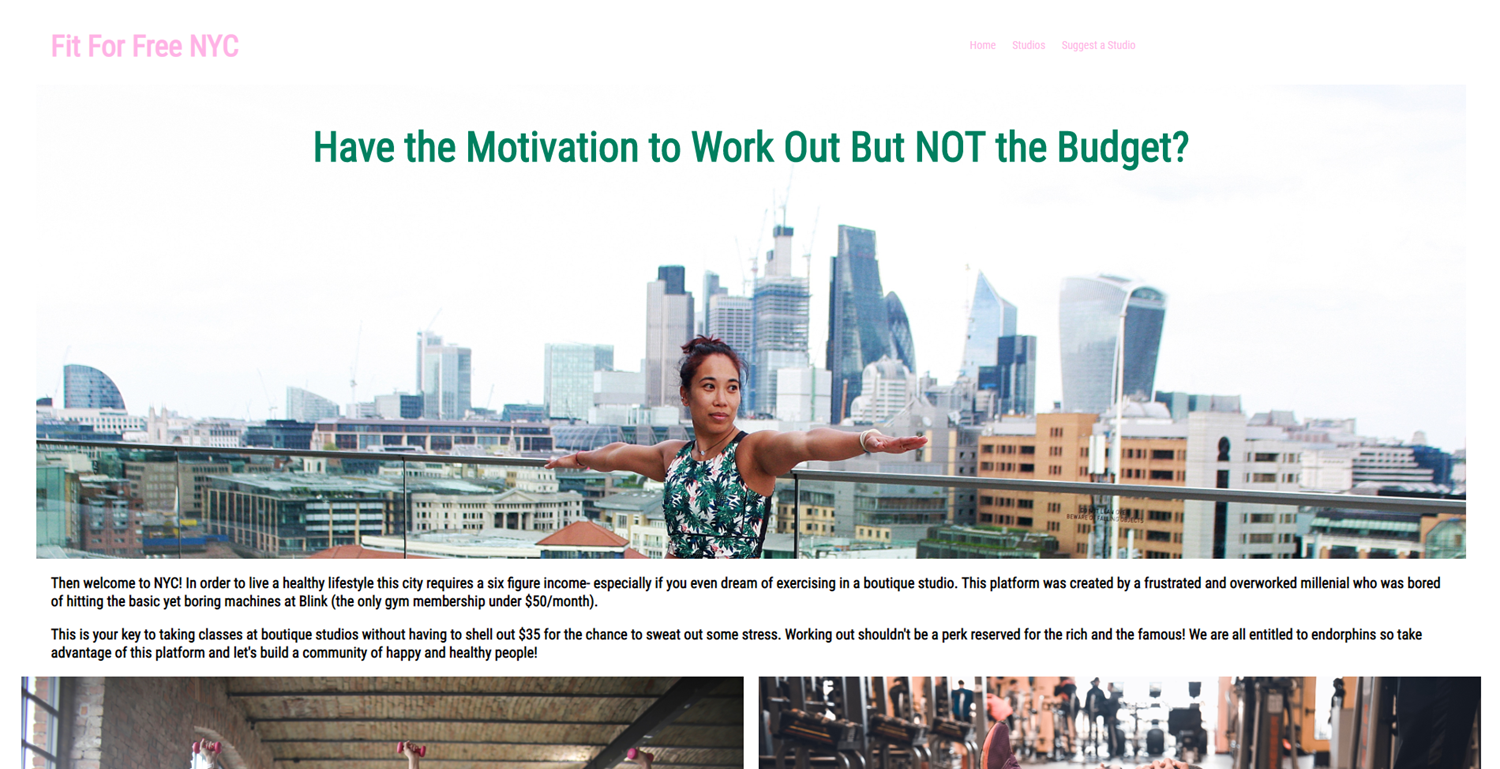 Fit For Free NYC
Home Studios Suggest a Studio
Have the Motivation to Work Out But NOT the Budget?
Then welcome to NYC! In order to live a healthy lifestyle this city requires a six figure income- especially if you even dream of exercising in a boutique studio. This platform was created by a frustrated and overworked millenial who was bored
of hitting the basic yet boring machines at Blink (the only gym membership under $50/month).
This is your key to taking classes at boutique studios without having to shell out $35 for the chance to sweat out some stress. Working out shouldn't be a perk reserved for the rich and the famous! We are all entitled to endorphins so take
advantage of this platform and let's build a community of happy and healthy people!